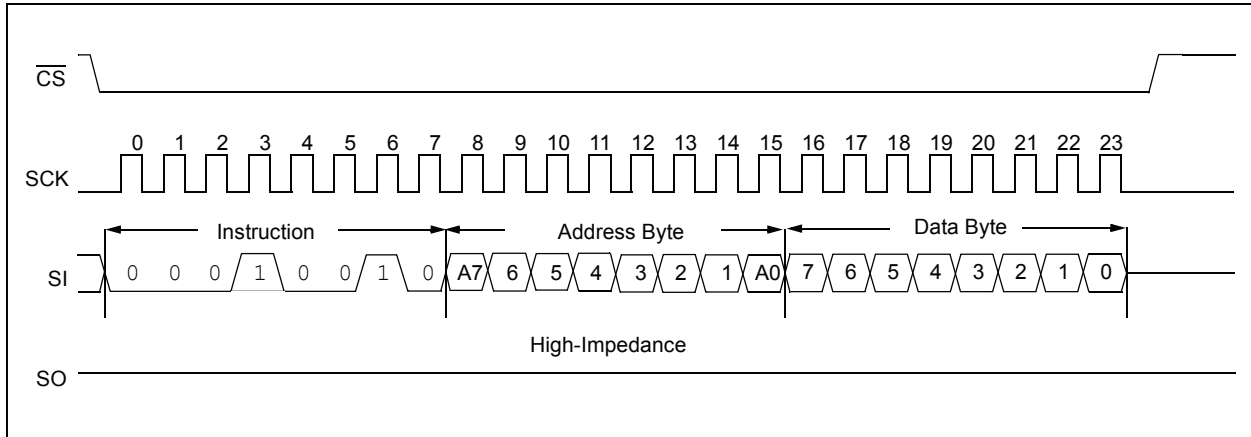 CS
0 1 2 3 4 5 6 7 8 9 10 11 12 13 14 15 16 17 18 19 20 21 22 23
SCK
Instruction Address Byte Data Byte
SI 0 0 0 1 0 0 1 0 A7 6 5 4 3 2 1 A0 7 6 5 4 3 2 1 0
High-Impedance
SO